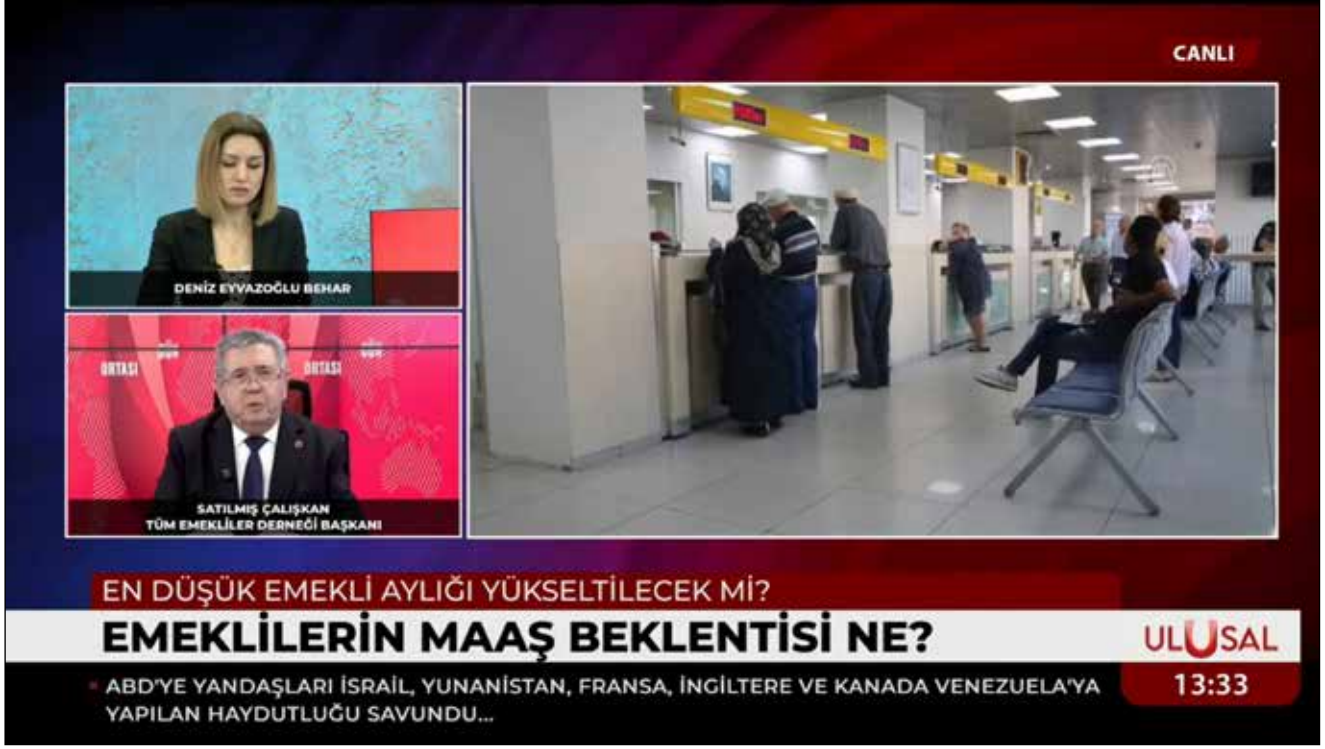 CANLI
DENİZ EYVAZOĞLU BEHAR
GÜN
ORTASI
GÜN
ORTASI
SATILMIŞ ÇALIŞKAN
TÜM EMEKLİLER DERNEĞİ BAŞKANI
EN DÜŞÜK EMEKLİ AYLIĞI YÜKSELTİLECEK Mİ?
EMEKLİLERİN MAAŞ BEKLENTİSİ NE?
ULUSAL
13:33
ABD'YE YANDAŞLARI İSRAİL, YUNANİSTAN, FRANSA, İNGİLTERE VE KANADA VENEZUELA'YA
YAPILAN HAYDUTLUĞU SAVUNDU...